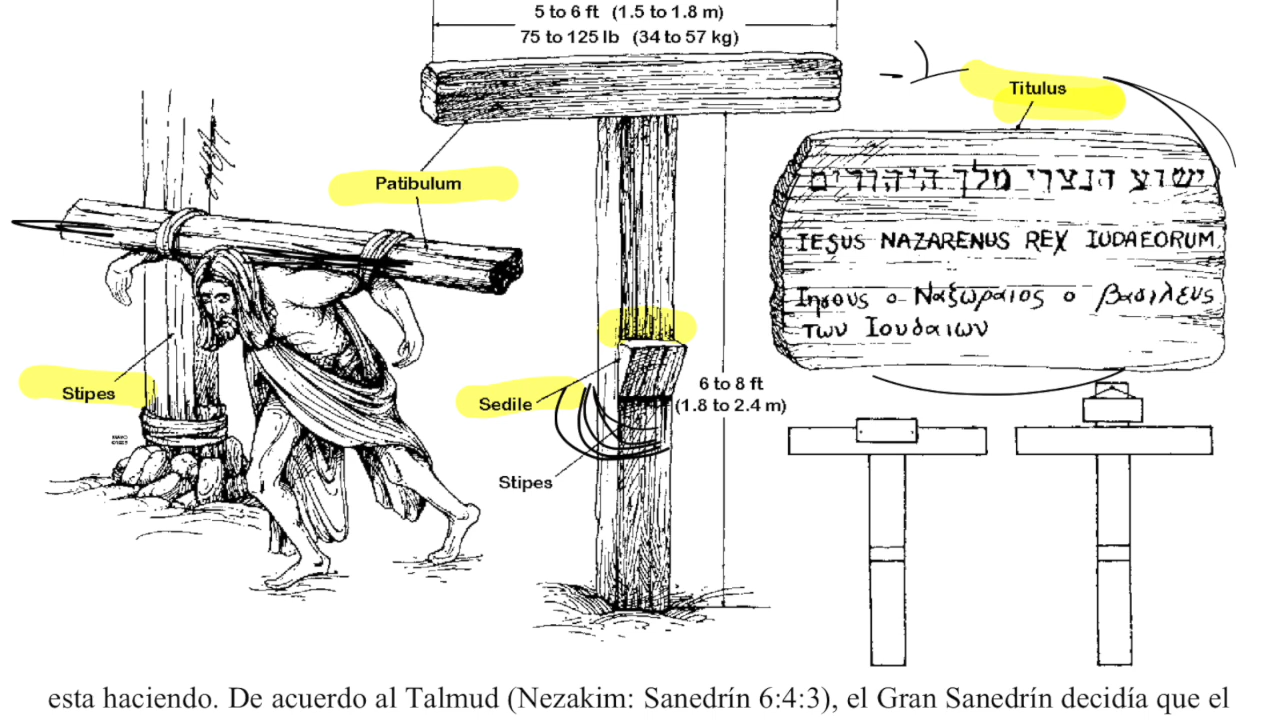 5 to 6 ft (1.5 to 1.8 m)
75 to 125 lb (34 to 57 kg)
Titulus
Patibulum
ישוע הנצרי מלך היהודים
IESUS NAZARENUS REX IUDAEORUM
Ιησους ο Ναξωραιος ο βασιλευς
των Ιουδαιων
Stipes
Sedile
6 to 8 ft
(1.8 to 2.4 m)
Stipes
esta haciendo. De acuerdo al Talmud (Nezakim: Sanedrín 6:4:3), el Gran Sanedrín decidía que el